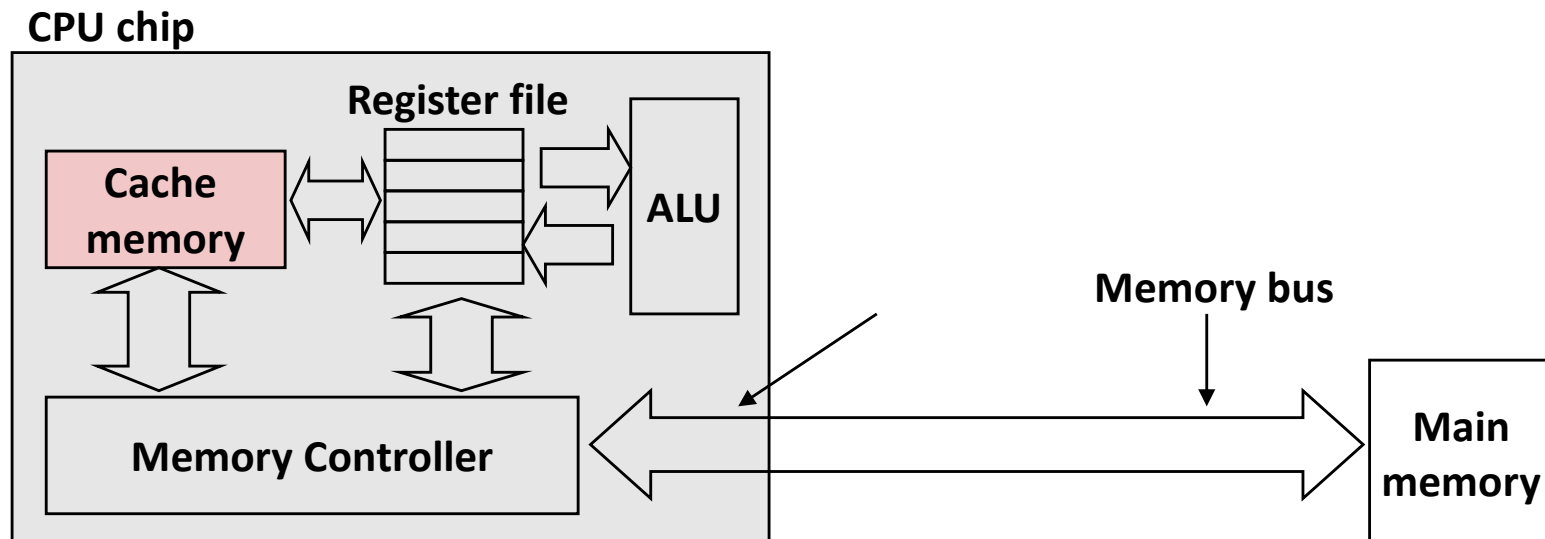 CPU chip
Register file
Cache
memory
ALU
Memory bus
Memory Controller
Main
memory